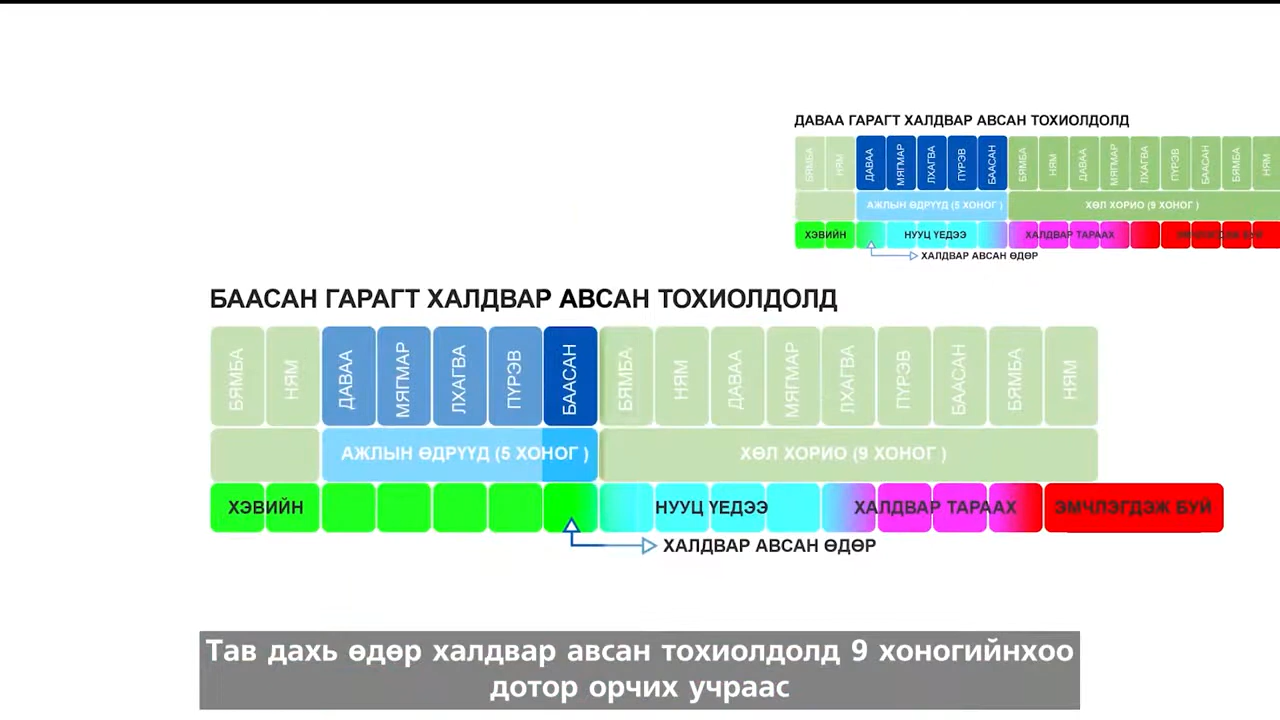 ДАВАА ГАРАГТ ХАЛДВАР АВСАН ТОХИОЛДОЛД
БЯМБА НЯМ ДАВАА МЯГМАР ЛХАГВА ПҮРЭВ БААСАН БЯМБА НЯМ ДАВАА МЯГМАР ЛХАГВА ПҮРЭВ БААСАН БЯМБА НЯМ
АЖЛЫН ӨДРҮҮД (5 ХОНОГ ) ХӨЛ ХОРИО (9 ХОНОГ )
ХЭВИЙН НУУЦ ҮЕДЭЭ ХАЛДВАР ТАРААХ ЭМЧЛЭГДЭЖ БУЙ
ХАЛДВАР АВСАН ӨДӨР
БААСАН ГАРАГТ ХАЛДВАР АВСАН ТОХИОЛДОЛД
БЯМБА НЯМ ДАВАА МЯГМАР ЛХАГВА ПҮРЭВ БААСАН БЯМБА НЯМ ДАВАА МЯГМАР ЛХАГВА ПҮРЭВ БААСАН БЯМБА НЯМ
АЖЛЫН ӨДРҮҮД (5 ХОНОГ ) ХӨЛ ХОРИО (9 ХОНОГ )
ХЭВИЙН НУУЦ ҮЕДЭЭ ХАЛДВАР ТАРААХ ЭМЧЛЭГДЭЖ БУЙ
ХАЛДВАР АВСАН ӨДӨР
Тав дахь өдөр халдвар авсан тохиолдолд 9 хоногийнхоо
дотор орчих учраас